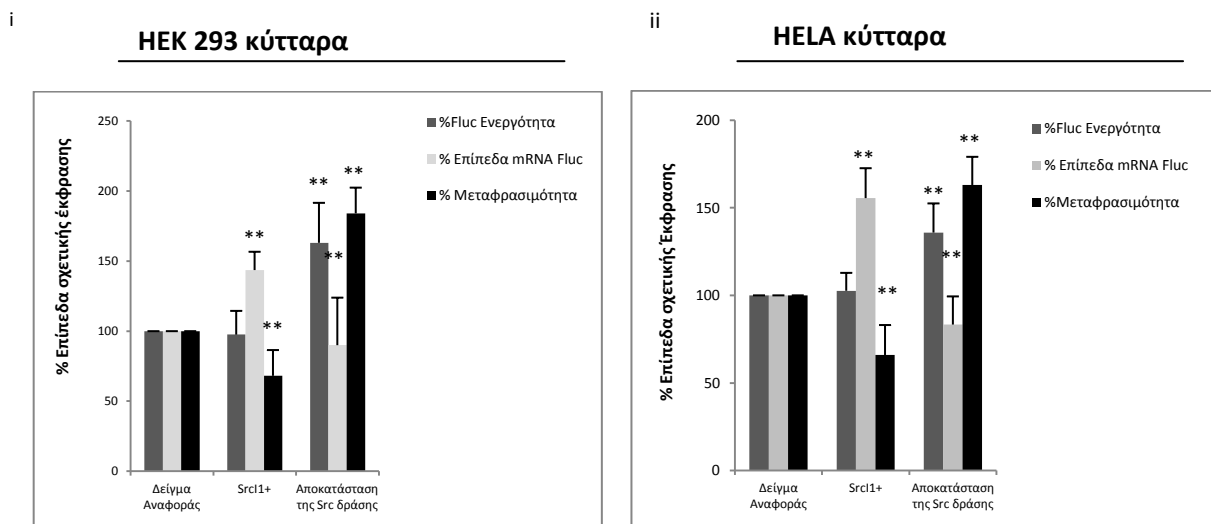 i
HEK 293 κύτταρα
% Επίπεδα σχετικής έκφρασης
250
200
150
100
50
0
**
**
**
**
**
%Fluc Ενεργότητα
% Επίπεδα mRNA Fluc
% Μεταφρασιμότητα
Δείγμα
Αναφοράς
SrcI1+
Αποκατάσταση
της Src δράσης
ii
HELA κύτταρα
% Επίπεδα σχετικής Έκφρασης
200
150
100
50
0
**
**
**
**
**
%Fluc Ενεργότητα
% Επίπεδα mRNA Fluc
%Μεταφρασιμότητα
Δείγμα
Αναφοράς
SrcI1+
Αποκατάσταση
της Src δράσης